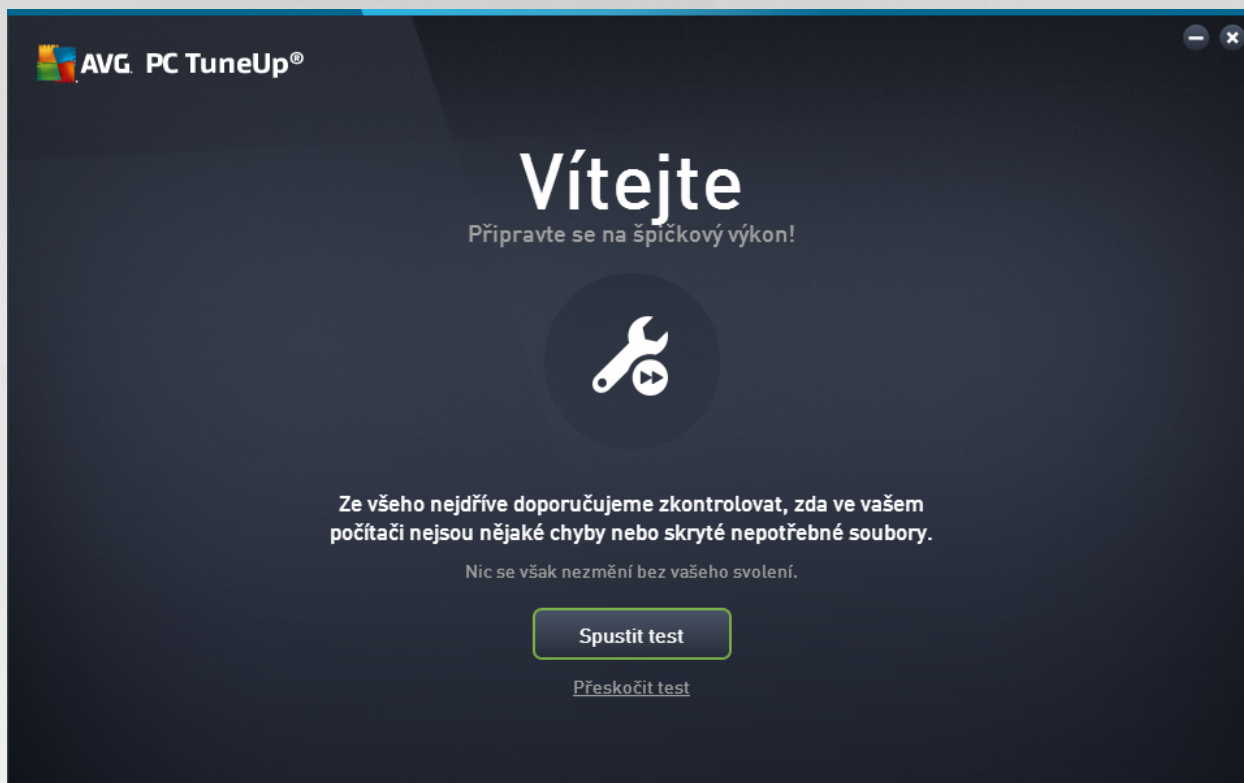 AVG. PC TuneUp®
Vítejte
Připravte se na špičkový výkon!
Ze všeho nejdříve doporučujeme zkontrolovat, zda ve vašem
počítači nejsou nějaké chyby nebo skryté nepotřebné soubory.
Nic se však nezmění bez vašeho svolení.
Spustit test
Přeskočit test